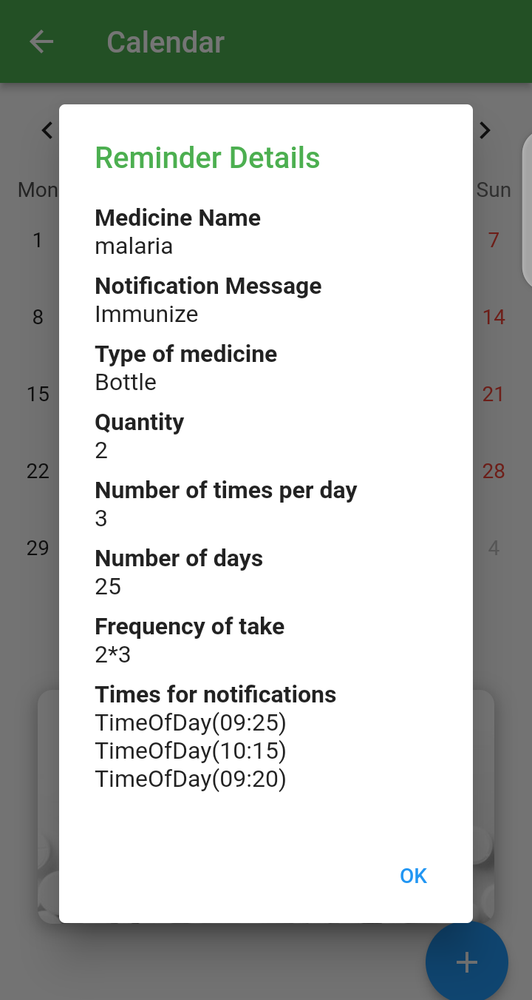 Calendar
Mon
Sun
1
7
8
14
15
21
22
28
29
4
Reminder Details
Medicine Name
malaria
Notification Message
Immunize
Type of medicine
Bottle
Quantity
2
Number of times per day
3
Number of days
25
Frequency of take
2*3
Times for notifications
TimeOfDay(09:25)
TimeOfDay(10:15)
TimeOfDay(09:20)
OK